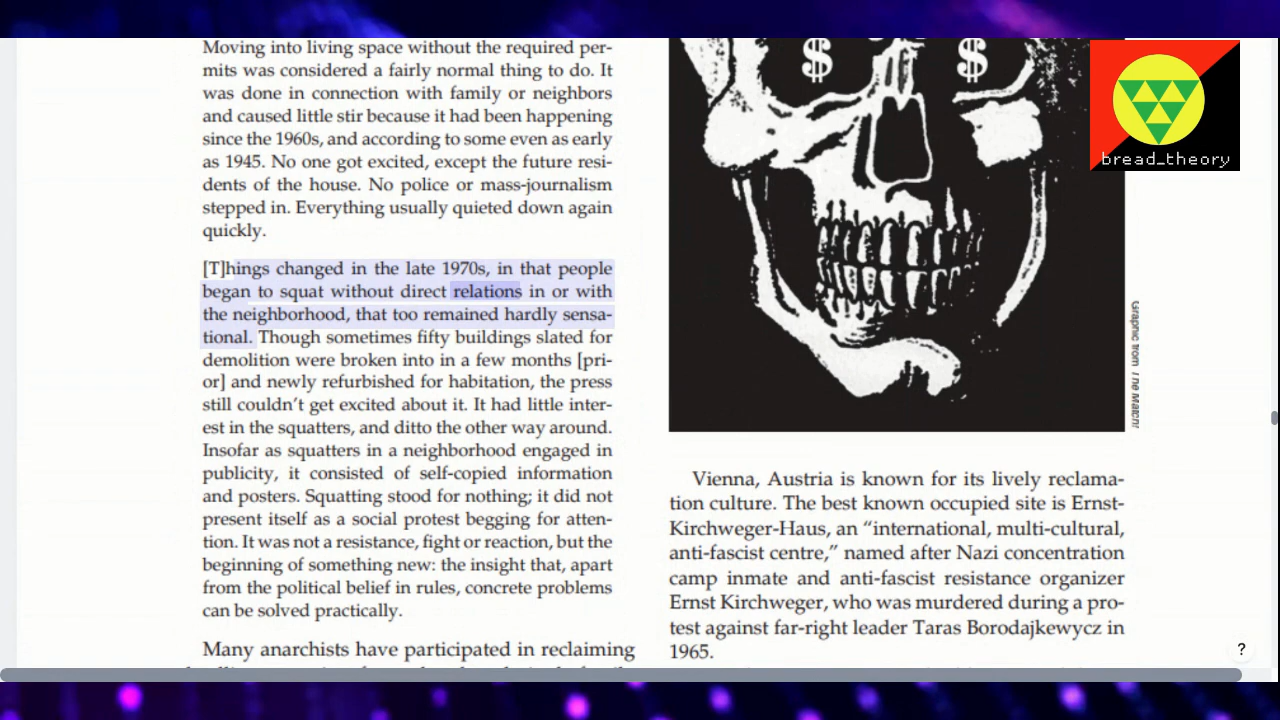 Moving into living space without the required per-
mits was considered a fairly normal thing to do. It
was done in connection with family or neighbors
and caused little stir because it had been happening
since the 1960s, and according to some even as early
as 1945. No one got excited, except the future resi-
dents of the house. No police or mass-journalism
stepped in. Everything usually quieted down again
quickly.
[T]hings changed in the late 1970s, in that people
began to squat without direct relations in or with
the neighborhood, that too remained hardly sensa-
tional. Though sometimes fifty buildings slated for
demolition were broken into in a few months [pri-
or] and newly refurbished for habitation, the press
still couldn't get excited about it. It had little inter-
est in the squatters, and ditto the other way around.
Insofar as squatters in a neighborhood engaged in
publicity, it consisted of self-copied information
and posters. Squatting stood for nothing; it did not
present itself as a social protest begging for atten-
tion. It was not a resistance, fight or reaction, but the
beginning of something new: the insight that, apart
from the political belief in rules, concrete problems
can be solved practically.
Many anarchists have participated in reclaiming
$ $
bread_theory
Graphic from The Match!
Vienna, Austria is known for its lively reclama-
tion culture. The best known occupied site is Ernst-
Kirchweger-Haus, an “international, multi-cultural,
anti-fascist centre,” named after Nazi concentration
camp inmate and anti-fascist resistance organizer
Ernst Kirchweger, who was murdered during a pro-
test against far-right leader Taras Borodajkewycz in
1965.
?